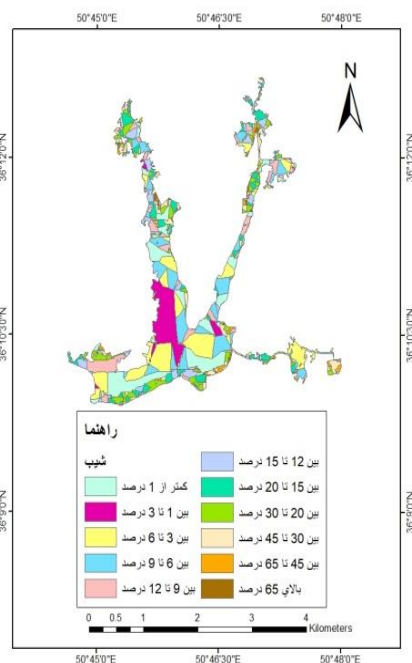 50°45'0"E 50°46'30"E 50°48'0"E
N
36°12'0"N 36°12'0"N
36°10'30"N 36°10'30"N
36°9'0"N 36°9'0"N
راهنما
شیب
کمتر از 1 درصد
بین 1 تا 3 درصد
بین 3 تا 6 درصد
بین 6 تا 9 درصد
بین 9 تا 12 درصد
بین 12 تا 15 درصد
بین 15 تا 20 درصد
بین 20 تا 30 درصد
بین 30 تا 45 درصد
بین 45 تا 65 درصد
بالاي 65 درصد
0 0.5 1 2 3 4
Kilometers
50°45'0"E 50°46'30"E 50°48'0"E